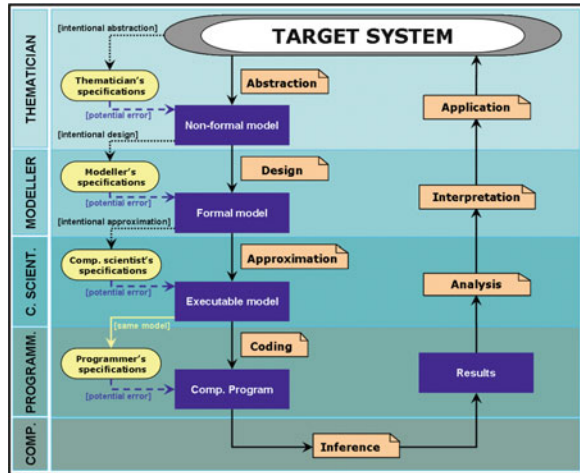 TARGET SYSTEM
THEMATICIAN
[intentional abstraction]
Thematician's
specifications
[potential error]
Abstraction
Non-formal model
Application
MODELLER
[intentional design]
Modeller's
specifications
[potential error]
Design
Formal model
Interpretation
C. SCIENT.
[intentional approximation]
Comp. scientist's
specifications
[potential error]
Approximation
Executable model
Analysis
PROGRAMM.
[same model]
Programmer's
specifications
[potential error]
Coding
Comp. Program
Results
COMP.
Inference